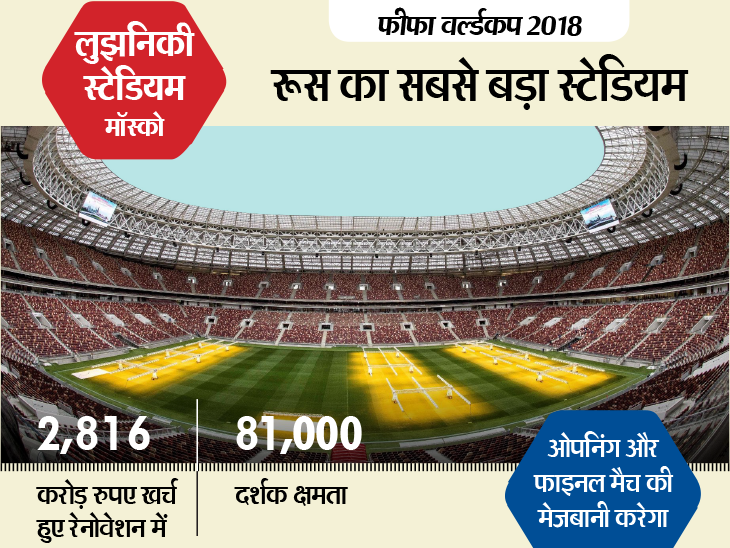 लुझनिकी
स्टेडियम
मॉस्को
फीफा वर्ल्डकप 2018
रूस का सबसे बड़ा स्टेडियम
2,816
करोड़ रुपए खर्च
हुए रेनोवेशन में
81,000
दर्शक क्षमता
ओपनिंग और
फाइनल मैच की
मेजबानी करेगा